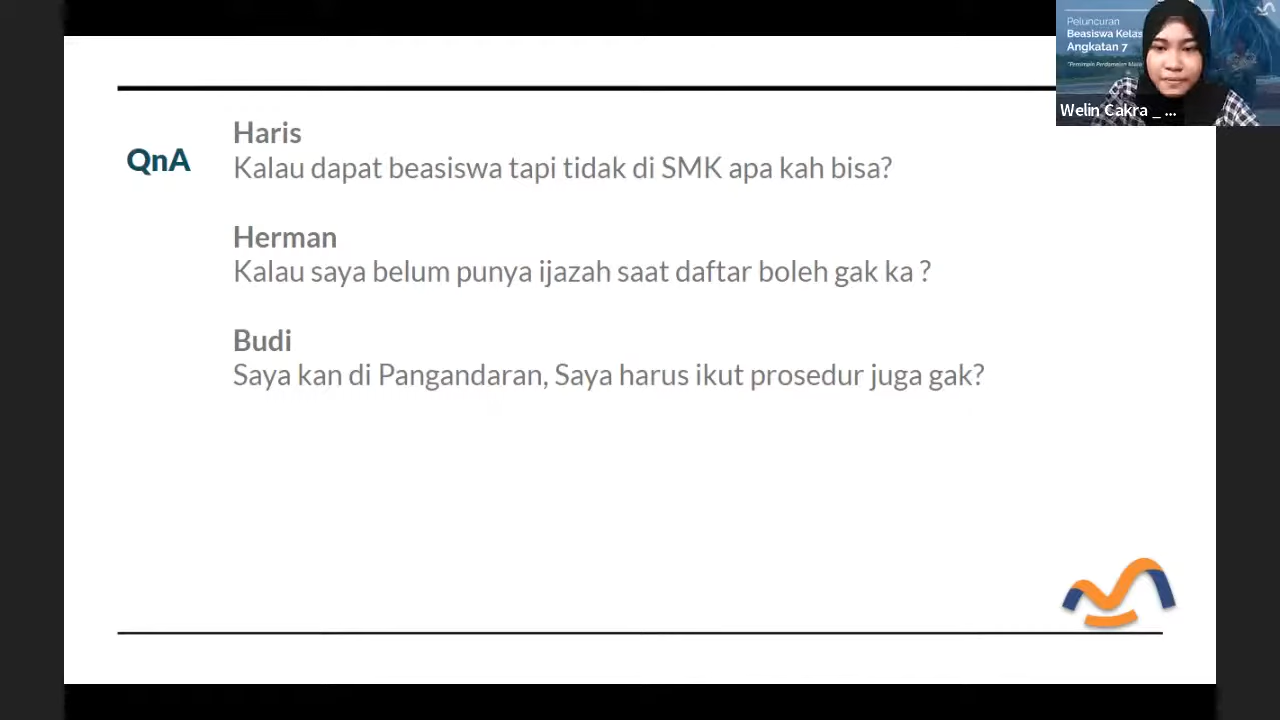 QnA
Haris
Kalau dapat beasiswa tapi tidak di SMK apa kah bisa?
Herman
Kalau saya belum punya ijazah saat daftar boleh gak ka ?
Budi
Saya kan di Pangandaran, Saya harus ikut prosedur juga gak?
Peluncuran
Beasiswa Kelas
Angkatan 7
Welin Cakra _ ...